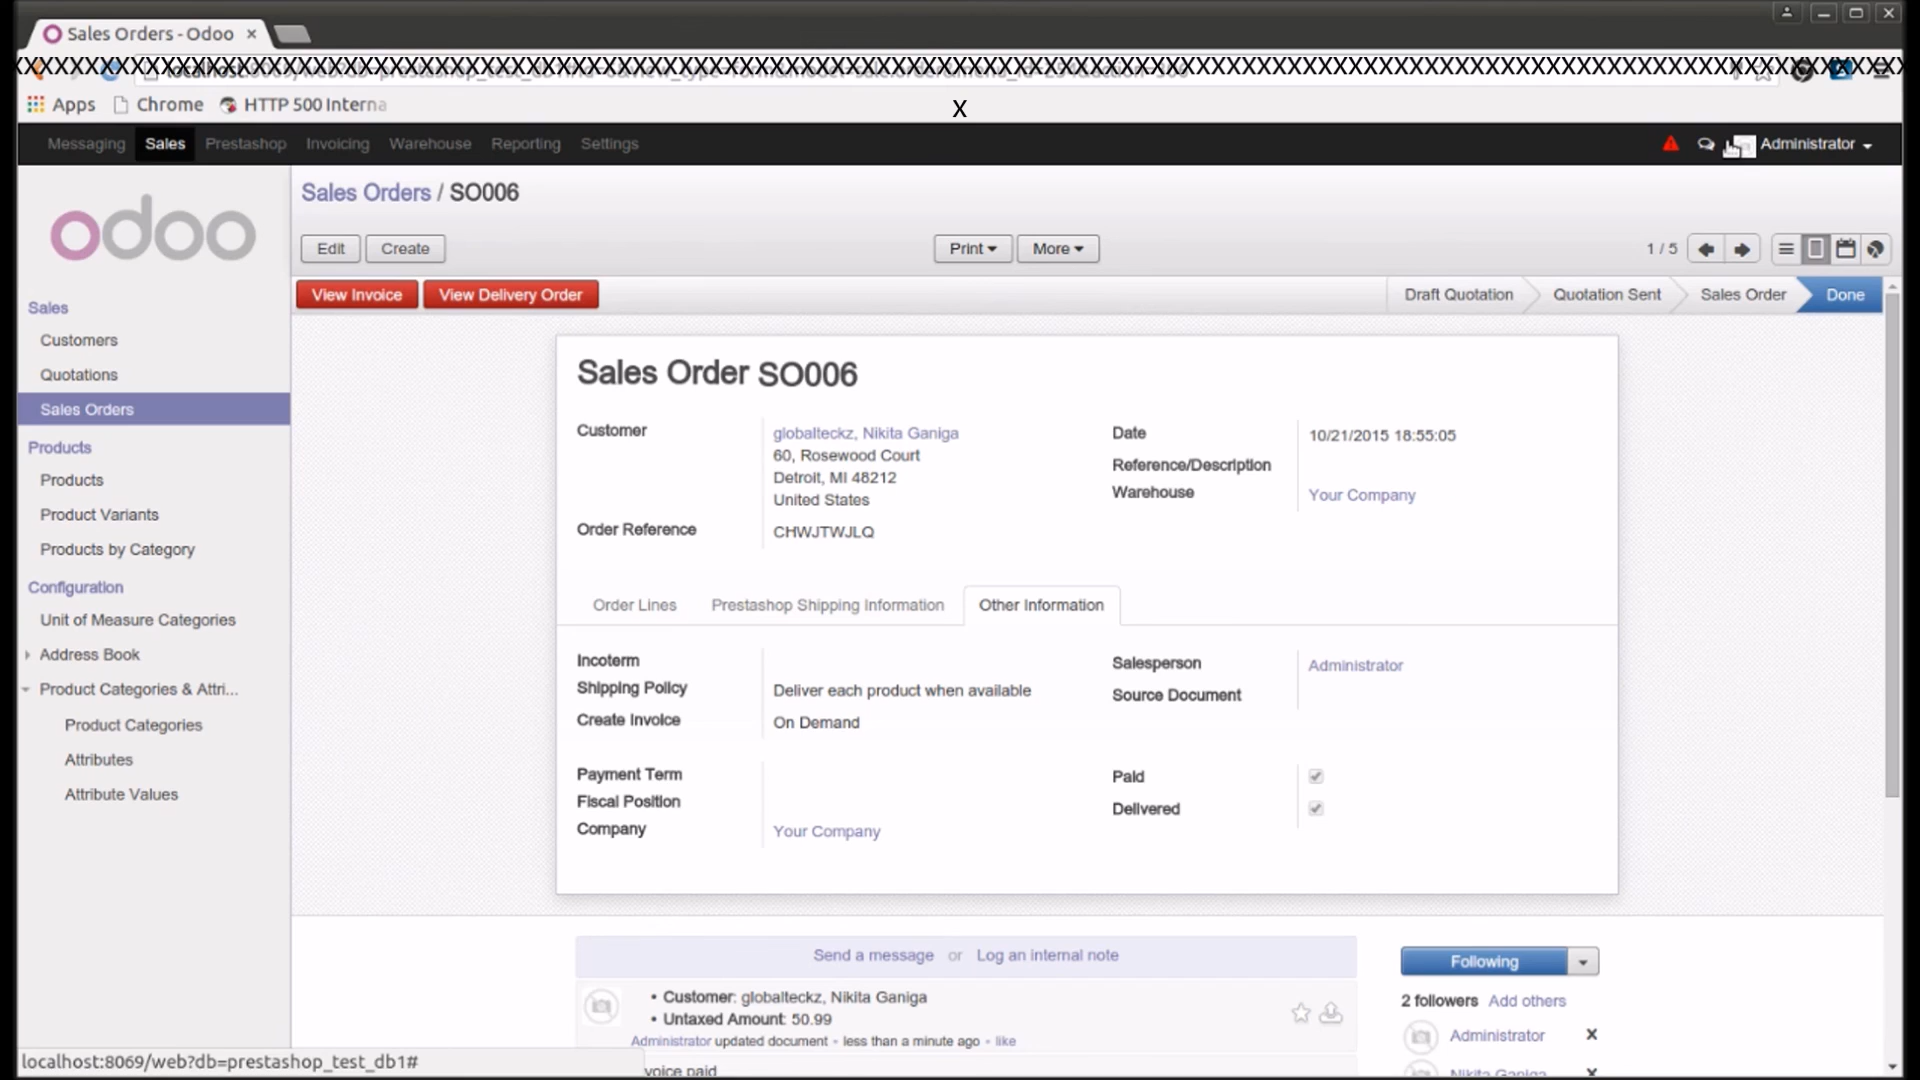 Sales Orders - Odoo ×
Apps Chrome HTTP 500 Interna
x
Messaging Sales Prestashop Invoicing Warehouse Reporting Settings Administrator
odoo
Sales Orders / SO006
Edit Create Print More 1 / 5
View Invoice View Delivery Order Draft Quotation Quotation Sent Sales Order Done
Sales
Customers
Quotations
Sales Orders
Products
Products
Product Variants
Products by Category
Configuration
Unit of Measure Categories
Address Book
Product Categories & Attri...
Product Categories
Attributes
Attribute Values
Sales Order SO006
Customer globalteckz, Nikita Ganiga
60, Rosewood Court
Detroit, MI 48212
United States
Order Reference CHWJTWJLQ
Date 10/21/2015 18:55:05
Reference/Description
Warehouse Your Company
Order Lines Prestashop Shipping Information Other Information
Incoterm
Shipping Policy Deliver each product when available
Create Invoice On Demand
Salesperson Administrator
Source Document
Payment Term
Fiscal Position
Company Your Company
Paid
Delivered
Send a message or Log an internal note
• Customer: globalteckz, Nikita Ganiga
• Untaxed Amount: 50.99
Administrator updated document • less than a minute ago • like
voice paid
Following
2 followers Add others
Administrator x
Nikita Ganiga x
localhost:8069/web?db=prestashop_test_db1#